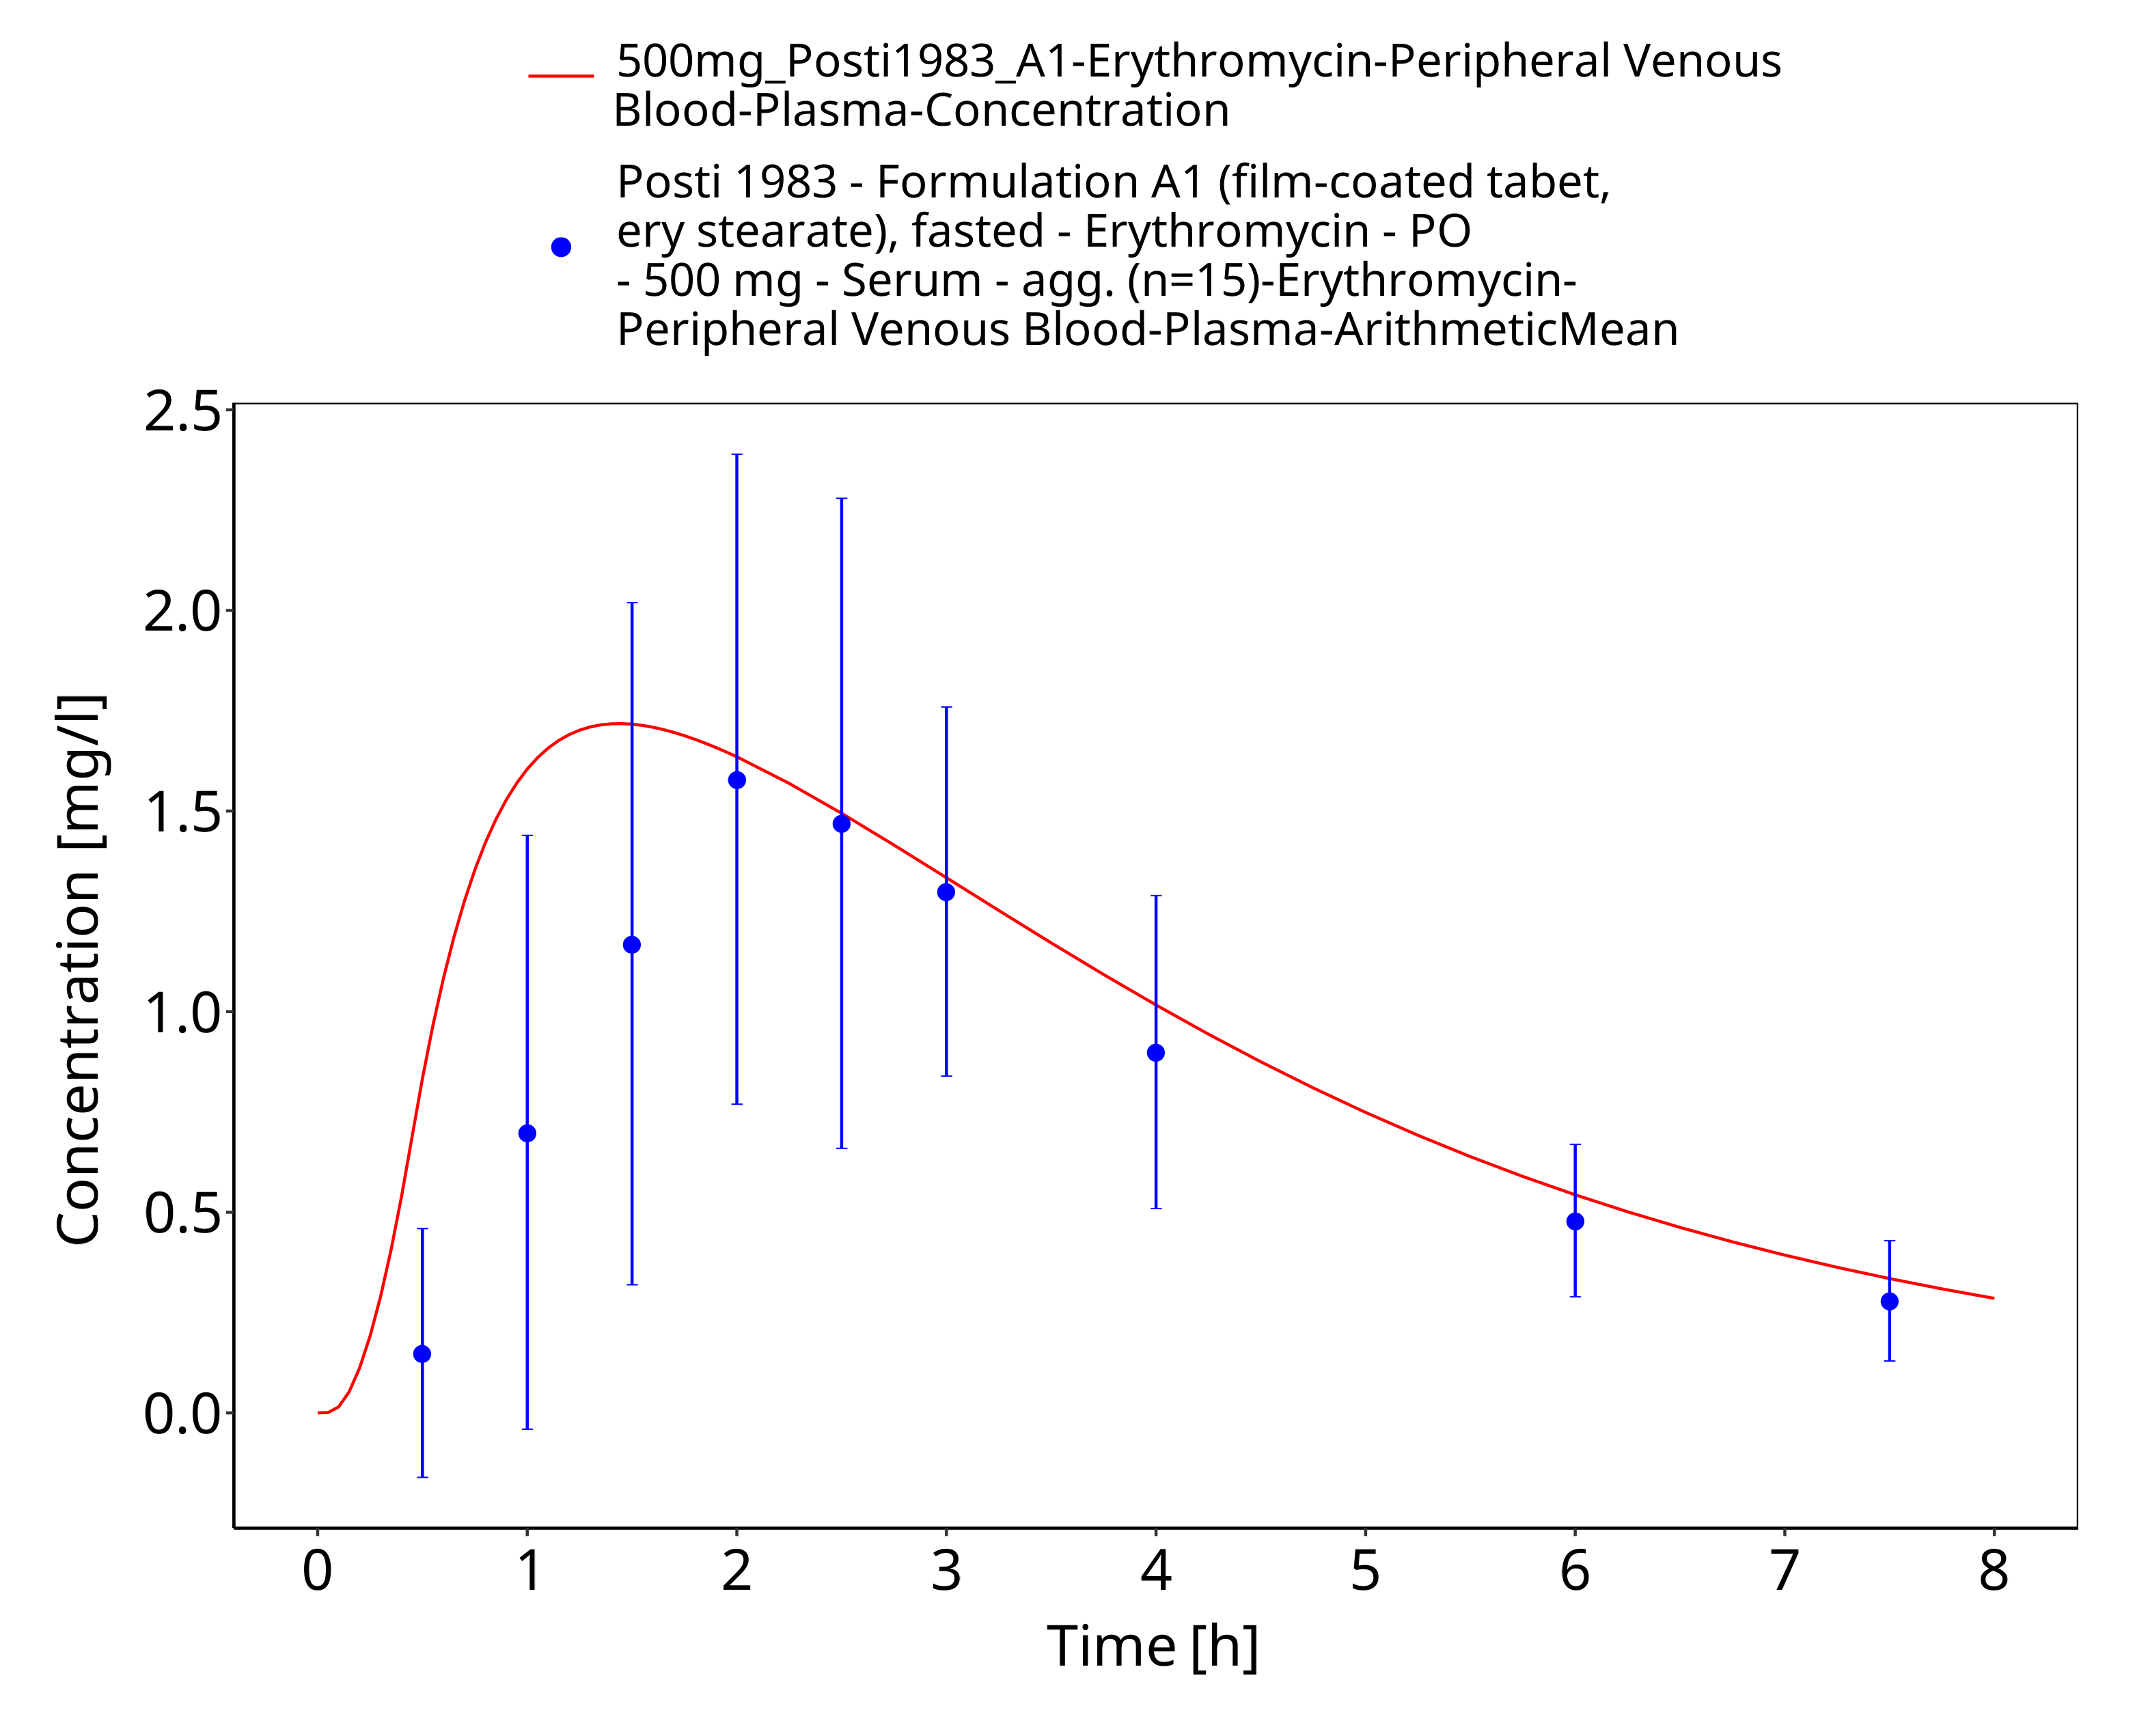 500mg_Posti1983_A1-Erythromycin-Peripheral Venous
Blood-Plasma-Concentration
Posti 1983 - Formulation A1 (film-coated tabet,
ery stearate), fasted - Erythromycin - PO
- 500 mg - Serum - agg. (n=15)-Erythromycin-
Peripheral Venous Blood-Plasma-ArithmeticMean
2.5
2.0
1.5
1.0
0.5
0.0
Concentration [mg/l]
0 1 2 3 4 5 6 7 8
Time [h]